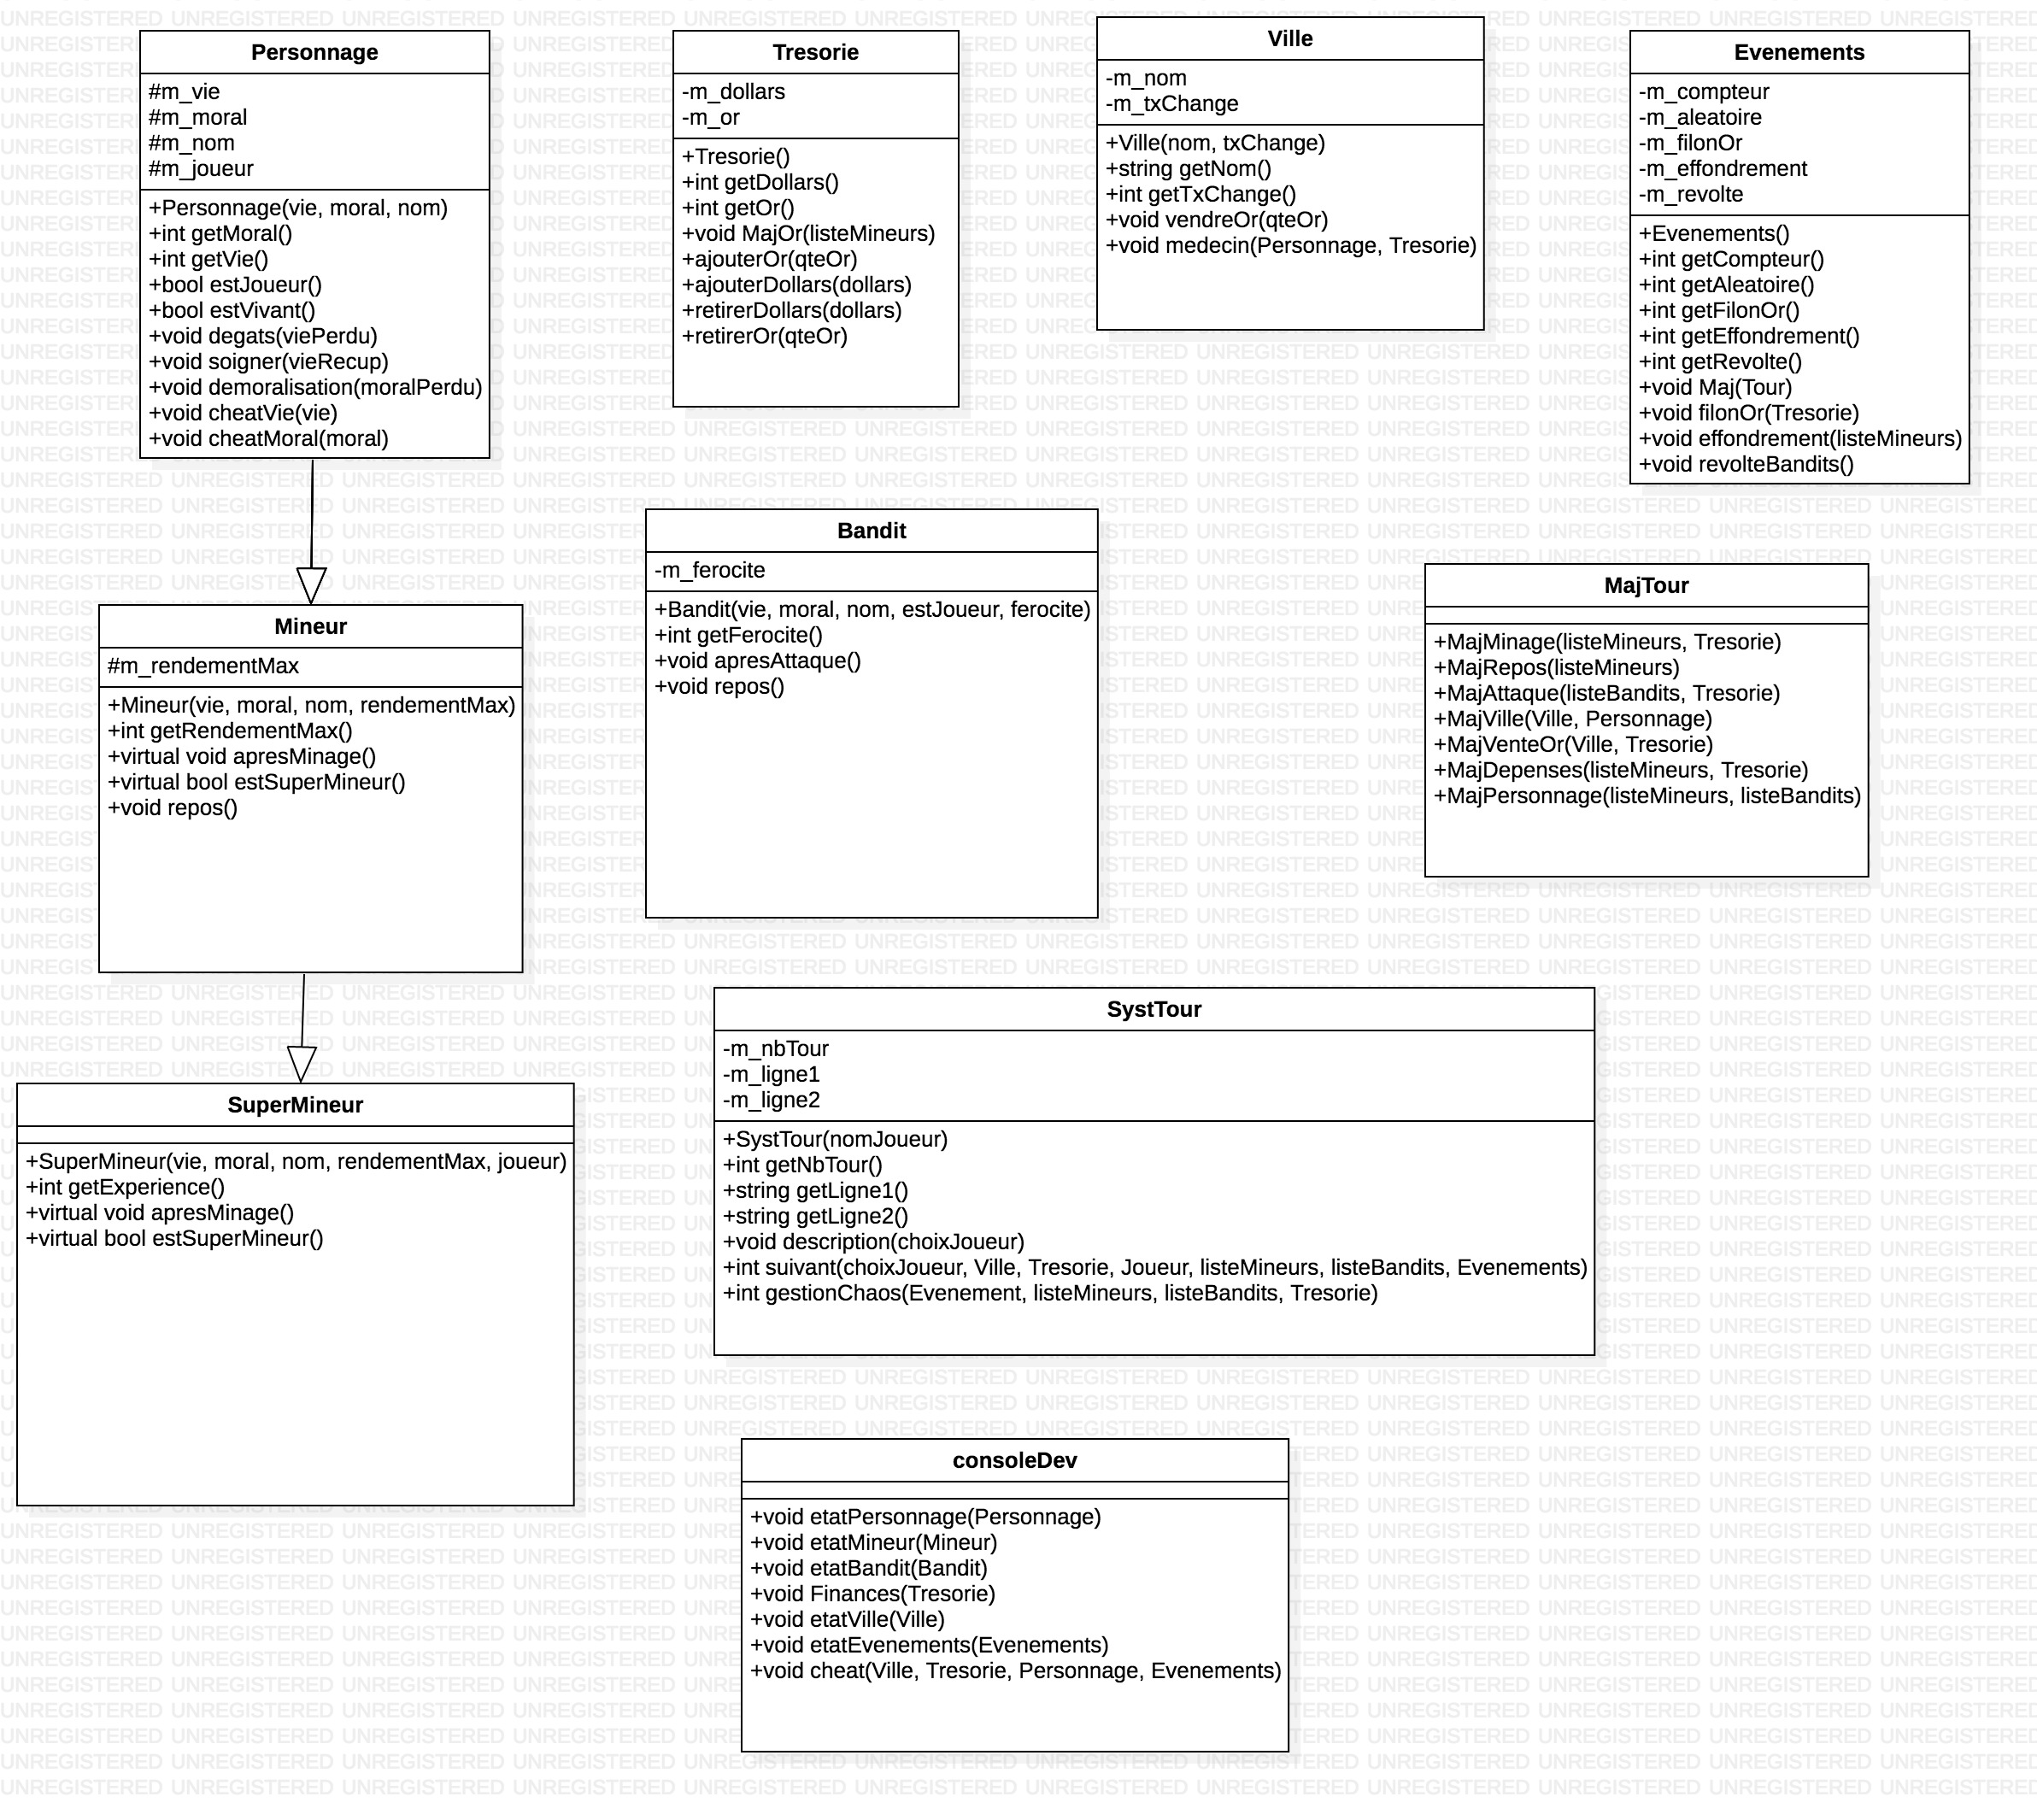 Personnage
#m_vie
#m_moral
#m_nom
#m_joueur
+Personnage(vie, moral, nom)
+int getMoral()
+int getVie()
+bool estJoueur()
+bool estVivant()
+void degats(viePerdu)
+void soigner(vieRecup)
+void demoralisation(moralPerdu)
+void cheatVie(vie)
+void cheatMoral(moral)
Tresorie
-m_dollars
-m_or
+Tresorie()
+int getDollars()
+int getOr()
+void MajOr(listeMineurs)
+ajouterOr(qteOr)
+ajouterDollars(dollars)
+retirerDollars(dollars)
+retirerOr(qteOr)
Ville
-m_nom
-m_txChange
+Ville(nom, txChange)
+string getNom()
+int getTxChange()
+void vendreOr(qteOr)
+void medecin(Personnage, Tresorie)
Evenements
-m_compteur
-m_aleatoire
-m_filonOr
-m_effondrement
-m_revolte
+Evenements()
+int getCompteur()
+int getAleatoire()
+int getFilonOr()
+int getEffondrement()
+int getRevolte()
+void Maj(Tour)
+void filonOr(Tresorie)
+void effondrement(listeMineurs)
+void revolteBandits()
Mineur
#m_rendementMax
+Mineur(vie, moral, nom, rendementMax)
+int getRendementMax()
+virtual void apresMinage()
+virtual bool estSuperMineur()
+void repos()
Bandit
-m_ferocite
+Bandit(vie, moral, nom, estJoueur, ferocite)
+int getFerocite()
+void apresAttaque()
+void repos()
MajTour
+MajMinage(listeMineurs, Tresorie)
+MajRepos(listeMineurs)
+MajAttaque(listeBandits, Tresorie)
+MajVille(Ville, Personnage)
+MajVenteOr(Ville, Tresorie)
+MajDepenses(listeMineurs, Tresorie)
+MajPersonnage(listeMineurs, listeBandits)
SuperMineur
+SuperMineur(vie, moral, nom, rendementMax, joueur)
+int getExperience()
+virtual void apresMinage()
+virtual bool estSuperMineur()
SystTour
-m_nbTour
-m_ligne1
-m_ligne2
+SystTour(nomJoueur)
+int getNbTour()
+string getLigne1()
+string getLigne2()
+void description(choixJoueur)
+int suivant(choixJoueur, Ville, Tresorie, Joueur, listeMineurs, listeBandits, Evenements)
+int gestionChaos(Evenement, listeMineurs, listeBandits, Tresorie)
consoleDev
+void etatPersonnage(Personnage)
+void etatMineur(Mineur)
+void etatBandit(Bandit)
+void Finances(Tresorie)
+void etatVille(Ville)
+void etatEvenements(Evenements)
+void cheat(Ville, Tresorie, Personnage, Evenements)
UNREGISTERED